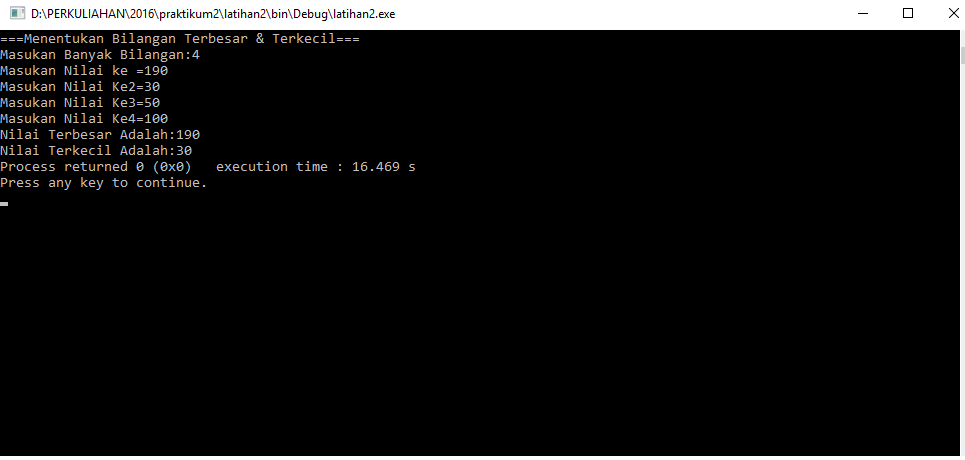 D:\PERKULIAHAN\2016\praktikum2\latihan2\bin\Debug\latihan2.exe
===Menentukan Bilangan Terbesar & Terkecil===
Masukan Banyak Bilangan:4
Masukan Nilai ke =190
Masukan Nilai Ke2=30
Masukan Nilai Ke3=50
Masukan Nilai Ke4=100
Nilai Terbesar Adalah:190
Nilai Terkecil Adalah:30
Process returned 0 (0x0)   execution time : 16.469 s
Press any key to continue.